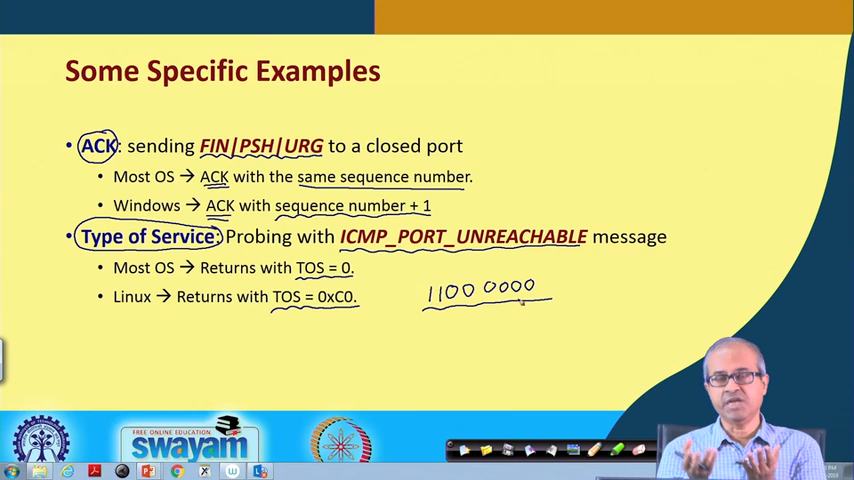 Some Specific Examples
• ACK: sending FIN|PSH|URG to a closed port
• Most OS → ACK with the same sequence number.
• Windows → ACK with sequence number + 1
• Type of Service: Probing with ICMP_PORT_UNREACHABLE message
• Most OS → Returns with TOS = 0.
• Linux → Returns with TOS = 0xC0.
1100 0000
FREE ONLINE EDUCATION
swayam